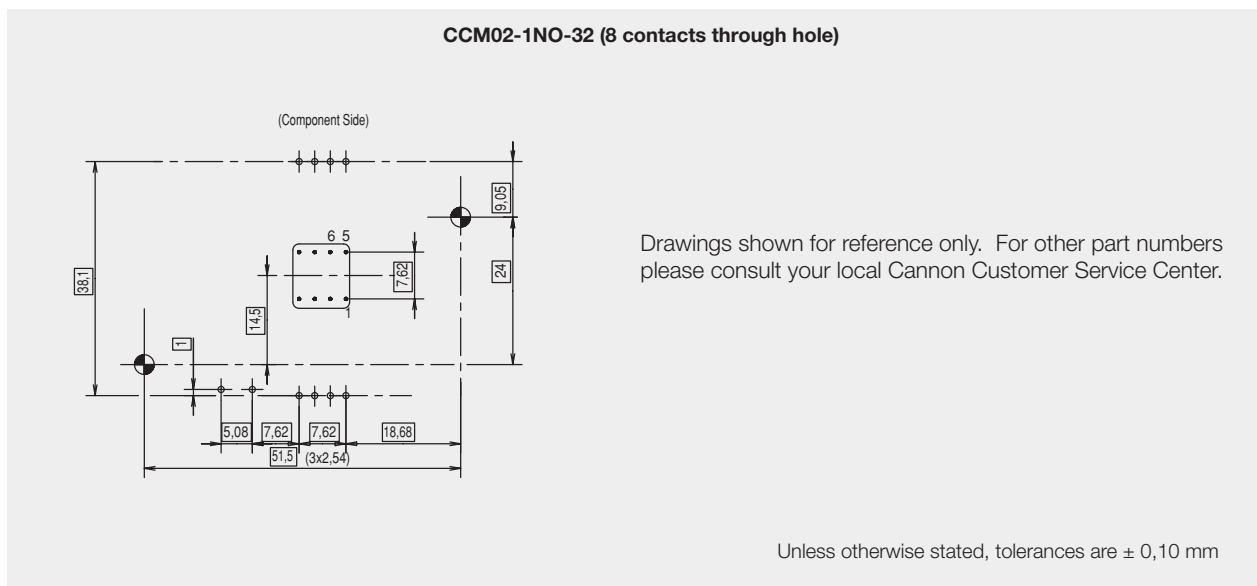 CCM02-1NO-32 (8 contacts through hole)
(Component Side)
9,05
6 5
38,1
7,62
24
14,5
1
Drawings shown for reference only. For other part numbers
please consult your local Cannon Customer Service Center.
5,08 7,62 7,62 18,68
51,5 (3x2,54)
Unless otherwise stated, tolerances are ± 0,10 mm